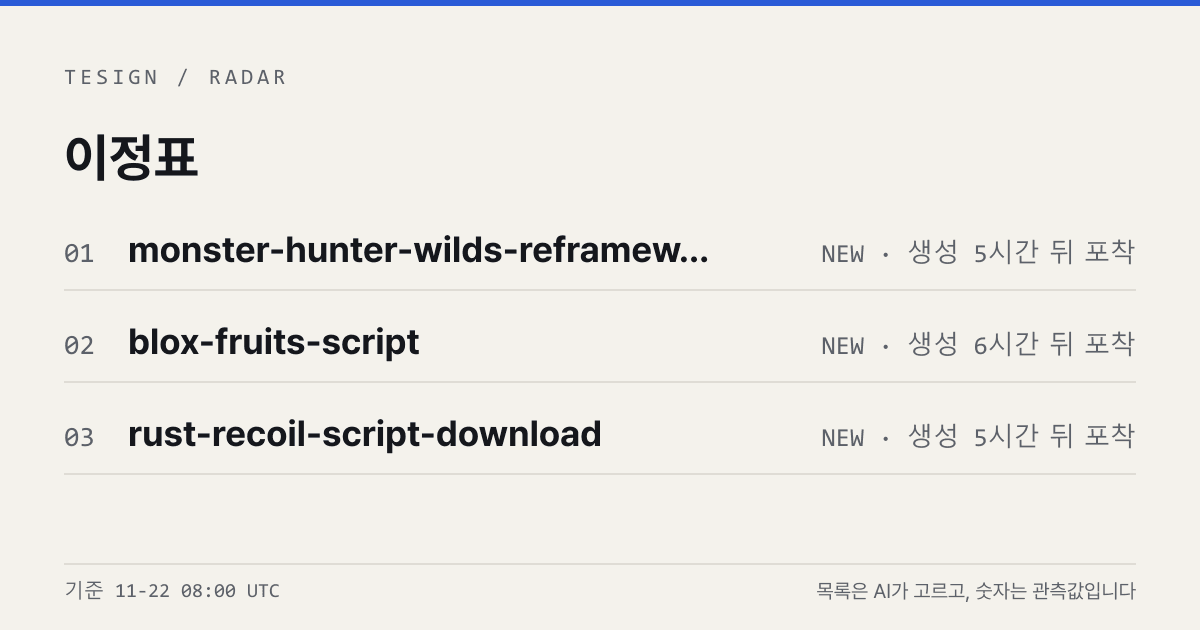 TESIGN / RADAR
이정표
01 monster-hunter-wilds-reframew... NEW · 생성 5시간 뒤 포착
02 blox-fruits-script NEW · 생성 6시간 뒤 포착
03 rust-recoil-script-download NEW · 생성 5시간 뒤 포착
기준 11-22 08:00 UTC 목록은 AI가 고르고, 숫자는 관측값입니다